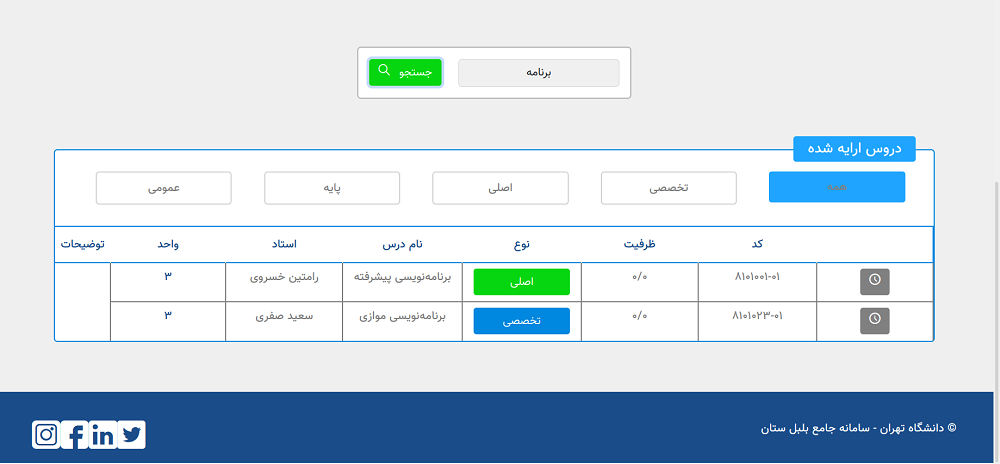 برنامه
جستجو
دروس ارایه شده
همه
تخصصی
اصلی
پایه
عمومی
کد ظرفیت نوع نام درس استاد واحد توضیحات
۸۱۰۱۰۰۱-۰۱ ۰/۰ اصلی برنامه‌نویسی پیشرفته رامتین خسروی ۳
۸۱۰۱۰۲۳-۰۱ ۰/۰ تخصصی برنامه‌نویسی موازی سعید صفری ۳
© دانشگاه تهران - سامانه جامع بلبل ستان